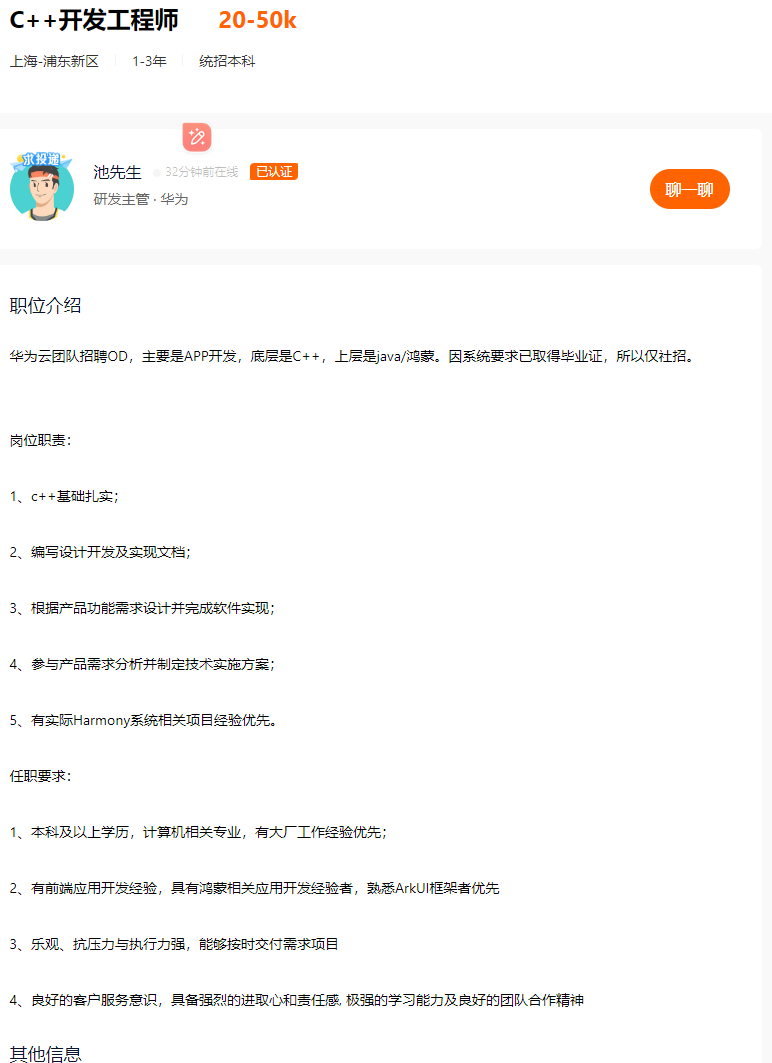 C++开发工程师 20-50k
上海-浦东新区 1-3年 统招本科
求投递
池先生 32分钟前在线 已认证
研发主管 · 华为
聊一聊
职位介绍
华为云团队招聘OD，主要是APP开发，底层是C++，上层是java/鸿蒙。因系统要求已取得毕业证，所以仅社招。
岗位职责：
1、c++基础扎实；
2、编写设计开发及实现文档；
3、根据产品功能需求设计并完成软件实现；
4、参与产品需求分析并制定技术实施方案；
5、有实际Harmony系统相关项目经验优先。
任职要求：
1、本科及以上学历，计算机相关专业，有大厂工作经验优先；
2、有前端应用开发经验，具有鸿蒙相关应用开发经验者，熟悉ArkUI框架者优先
3、乐观、抗压力与执行力强，能够按时交付需求项目
4、良好的客户服务意识，具备强烈的进取心和责任感, 极强的学习能力及良好的团队合作精神
其他信息